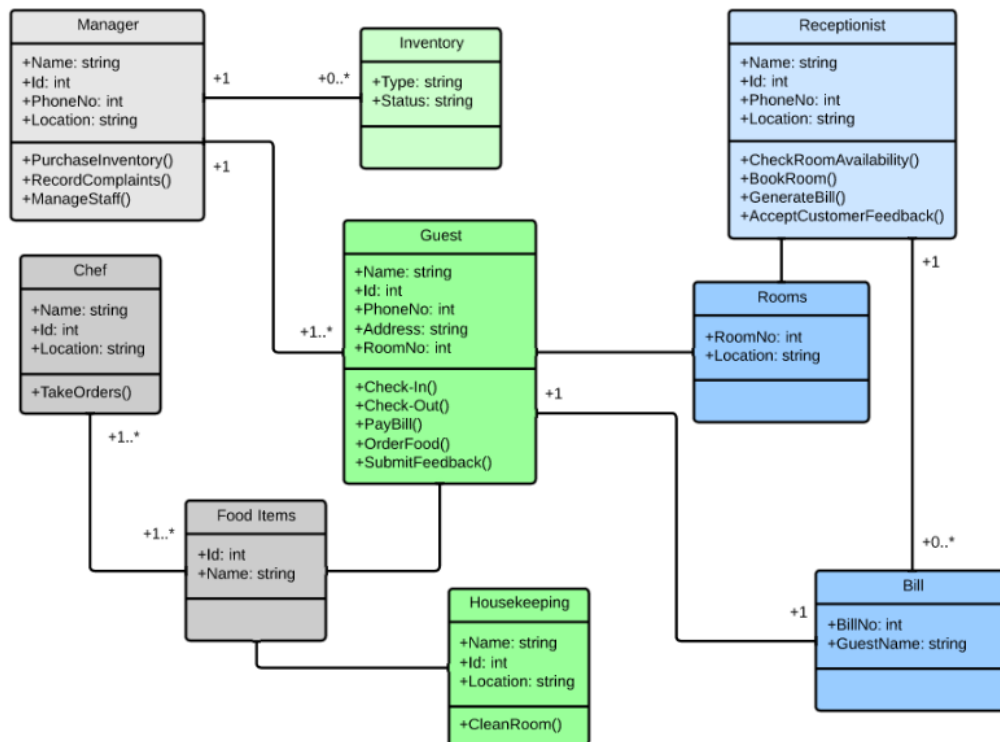 Manager
+Name: string
+Id: int
+PhoneNo: int
+Location: string
+PurchaseInventory()
+RecordComplaints()
+ManageStaff()
+1
+0..*
+1
Inventory
+Type: string
+Status: string
Receptionist
+Name: string
+Id: int
+PhoneNo: int
+Location: string
+CheckRoomAvailability()
+BookRoom()
+GenerateBill()
+AcceptCustomerFeedback()
+1
Chef
+Name: string
+Id: int
+Location: string
+TakeOrders()
+1..*
+1..*
Guest
+Name: string
+Id: int
+PhoneNo: int
+Address: string
+RoomNo: int
+Check-In()
+Check-Out()
+PayBill()
+OrderFood()
+SubmitFeedback()
+1
Rooms
+RoomNo: int
+Location: string
+1..*
Food Items
+Id: int
+Name: string
Housekeeping
+Name: string
+Id: int
+Location: string
+CleanRoom()
+0..*
+1
Bill
+BillNo: int
+GuestName: string